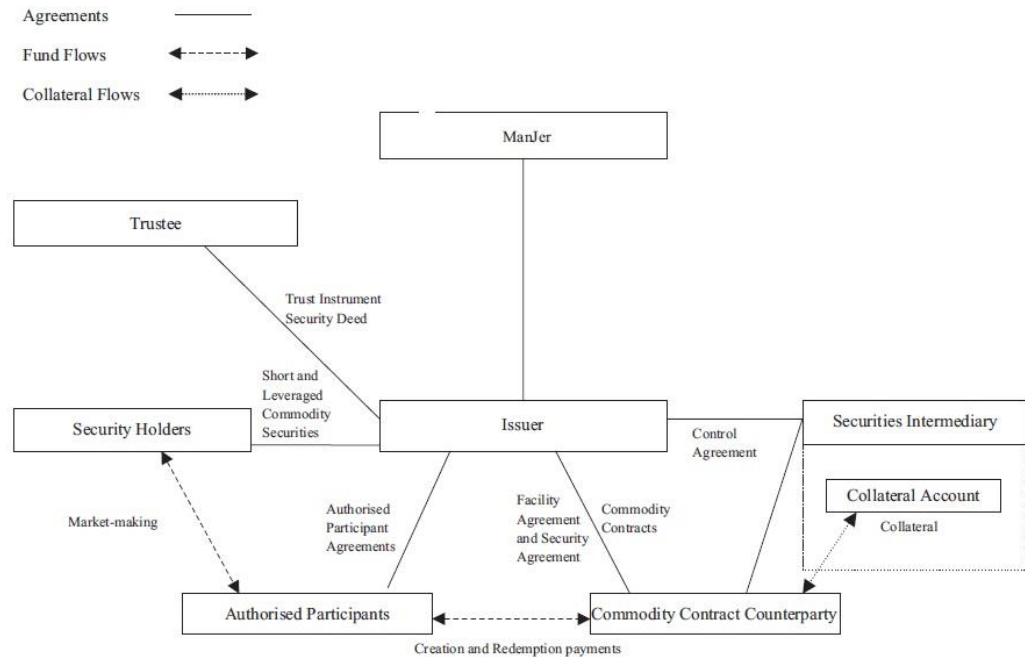 Agreements
Fund Flows
Collateral Flows
ManJer
Trustee
Trust Instrument
Security Deed
Short and
Leveraged
Commodity
Securities
Security Holders
Issuer
Securities Intermediary
Control
Agreement
Collateral Account
Collateral
Market-making
Authorised
Participant
Agreements
Facility
Agreement
and Security
Agreement
Commodity
Contracts
Authorised Participants
Commodity Contract Counterparty
Creation and Redemption payments